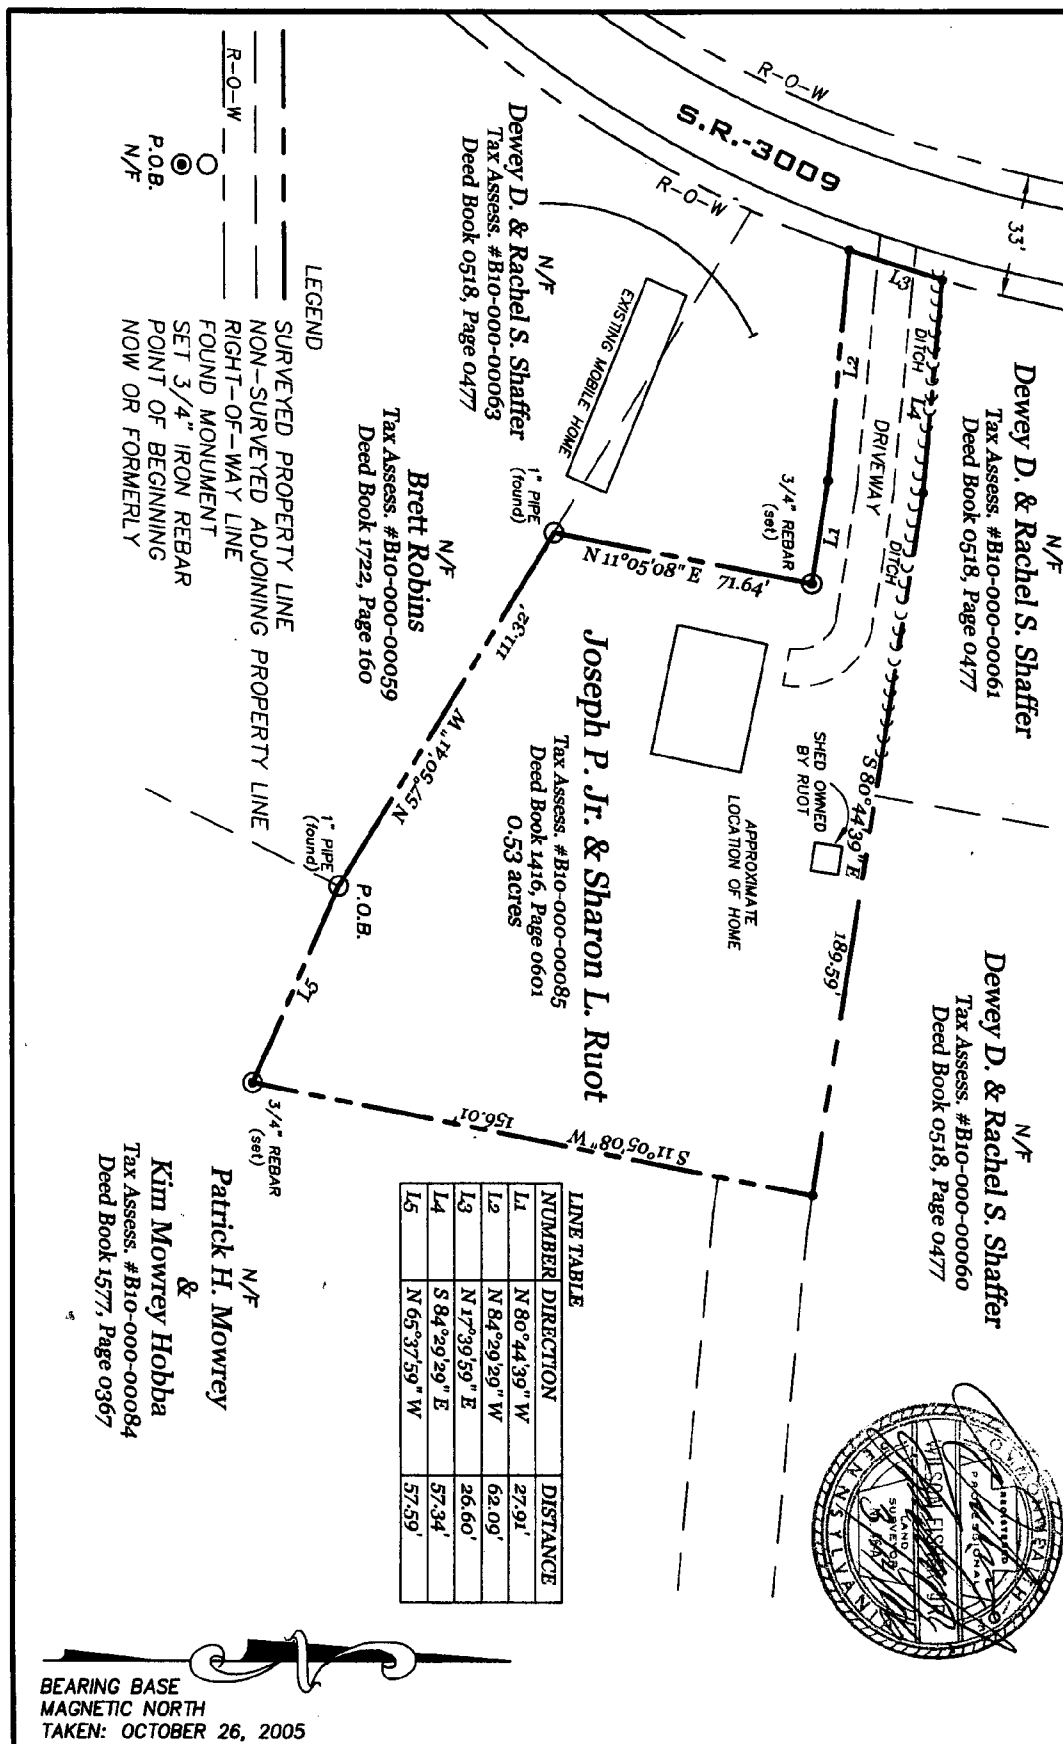 R-O-W
S.R.-3009
R-O-W
33'
N/F
Dewey D. & Rachel S. Shaffer
Tax Assess. #B10-000-00061
Deed Book 0518, Page 0477
N/F
Dewey D. & Rachel S. Shaffer
Tax Assess. #B10-000-00060
Deed Book 0518, Page 0477
N/F
Dewey D. & Rachel S. Shaffer
Tax Assess. #B10-000-00063
Deed Book 0518, Page 0477
EXISTING MOBILE HOME
L3
DITCH
L4
L2
DRIVEWAY
DITCH
L1
3/4" REBAR
(set)
1" PIPE
(found)
N 11°05'08" E 71.64'
S 80°44'39" E
189.59'
SHED OWNED
BY RUOT
APPROXIMATE
LOCATION OF HOME
Joseph P. Jr. & Sharon L. Ruot
Tax Assess. #B10-000-00085
Deed Book 1416, Page 0601
0.53 acres
N/F
Brett Robins
Tax Assess. #B10-000-00059
Deed Book 1722, Page 160
111.32'
N 57°50'41" W
1" PIPE
(found)
P.O.B.
L5
3/4" REBAR
(set)
156.01'
S 11°05'08" W
N/F
Patrick H. Mowrey
&
Kim Mowrey Hobba
Tax Assess. #B10-000-00084
Deed Book 1577, Page 0367
LEGEND
SURVEYED PROPERTY LINE
NON-SURVEYED ADJOINING PROPERTY LINE
R-O-W RIGHT-OF-WAY LINE
FOUND MONUMENT
SET 3/4" IRON REBAR
P.O.B. POINT OF BEGINNING
N/F NOW OR FORMERLY
LINE TABLE
NUMBER DIRECTION DISTANCE
L1 N 80°44'39" W 27.91'
L2 N 84°29'29" W 62.09'
L3 N 17°39'59" E 26.60'
L4 S 84°29'29" E 57.34'
L5 N 65°37'59" W 57.59'
COMMONWEALTH
REGISTERED
PROFESSIONAL
LAND
SURVEYOR
PENNSYLVANIA
BEARING BASE
MAGNETIC NORTH
TAKEN: OCTOBER 26, 2005